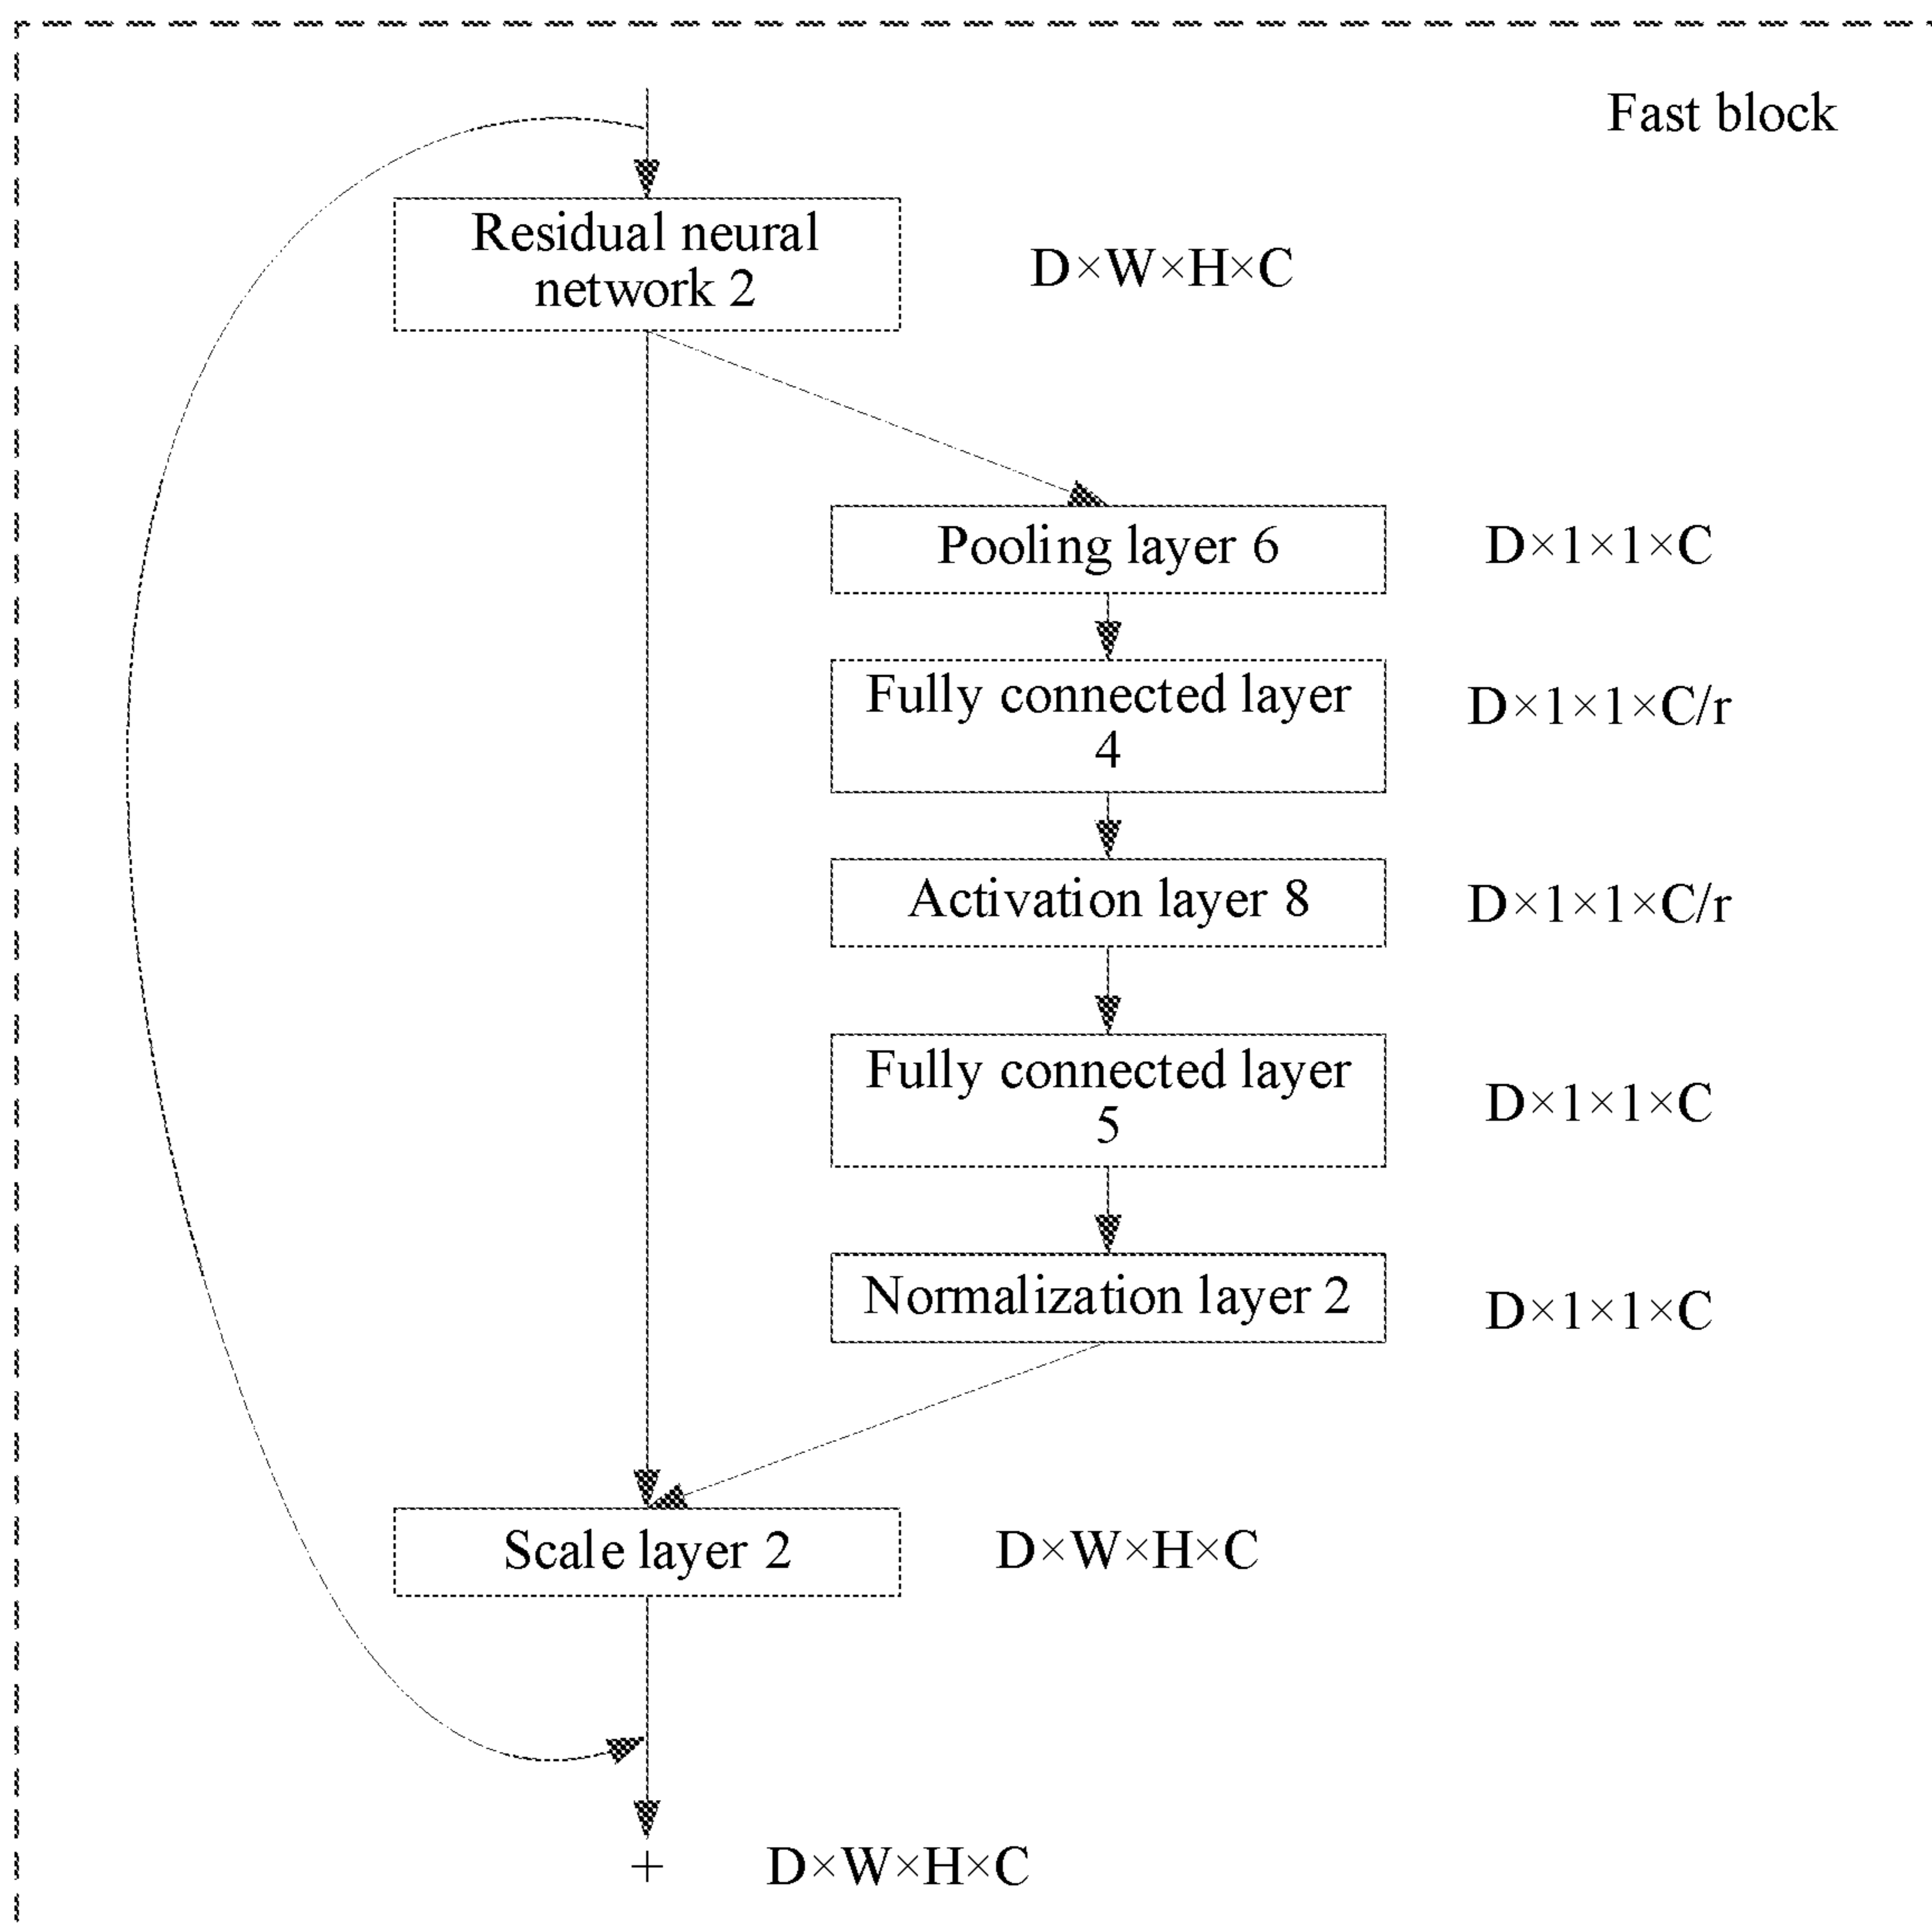 Fast block
Residual neural
network 2
D×W×H×C
Pooling layer 6
D×1×1×C
Fully connected layer
4
D×1×1×C/r
Activation layer 8
D×1×1×C/r
Fully connected layer
5
D×1×1×C
Normalization layer 2
D×1×1×C
Scale layer 2
D×W×H×C
+
D×W×H×C